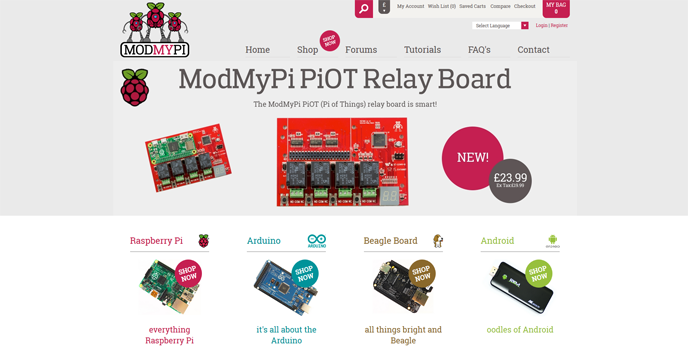 £
My Account Wish List (0) Saved Carts Compare Checkout
MY BAG
0
Select Language
Login | Register
MODMYPI
Home Shop SHOP NOW Forums Tutorials FAQ's Contact
ModMyPi PiOT Relay Board
The ModMyPi PiOT (Pi of Things) relay board is smart!
NEW!
£23.99
Ex Tax:£19.99
Raspberry Pi
Arduino
ARDUINO
Beagle Board
Android
SHOP
NOW
SHOP
NOW
SHOP
NOW
SHOP
NOW
everything
Raspberry Pi
it's all about the
Arduino
all things bright and
Beagle
oodles of Android